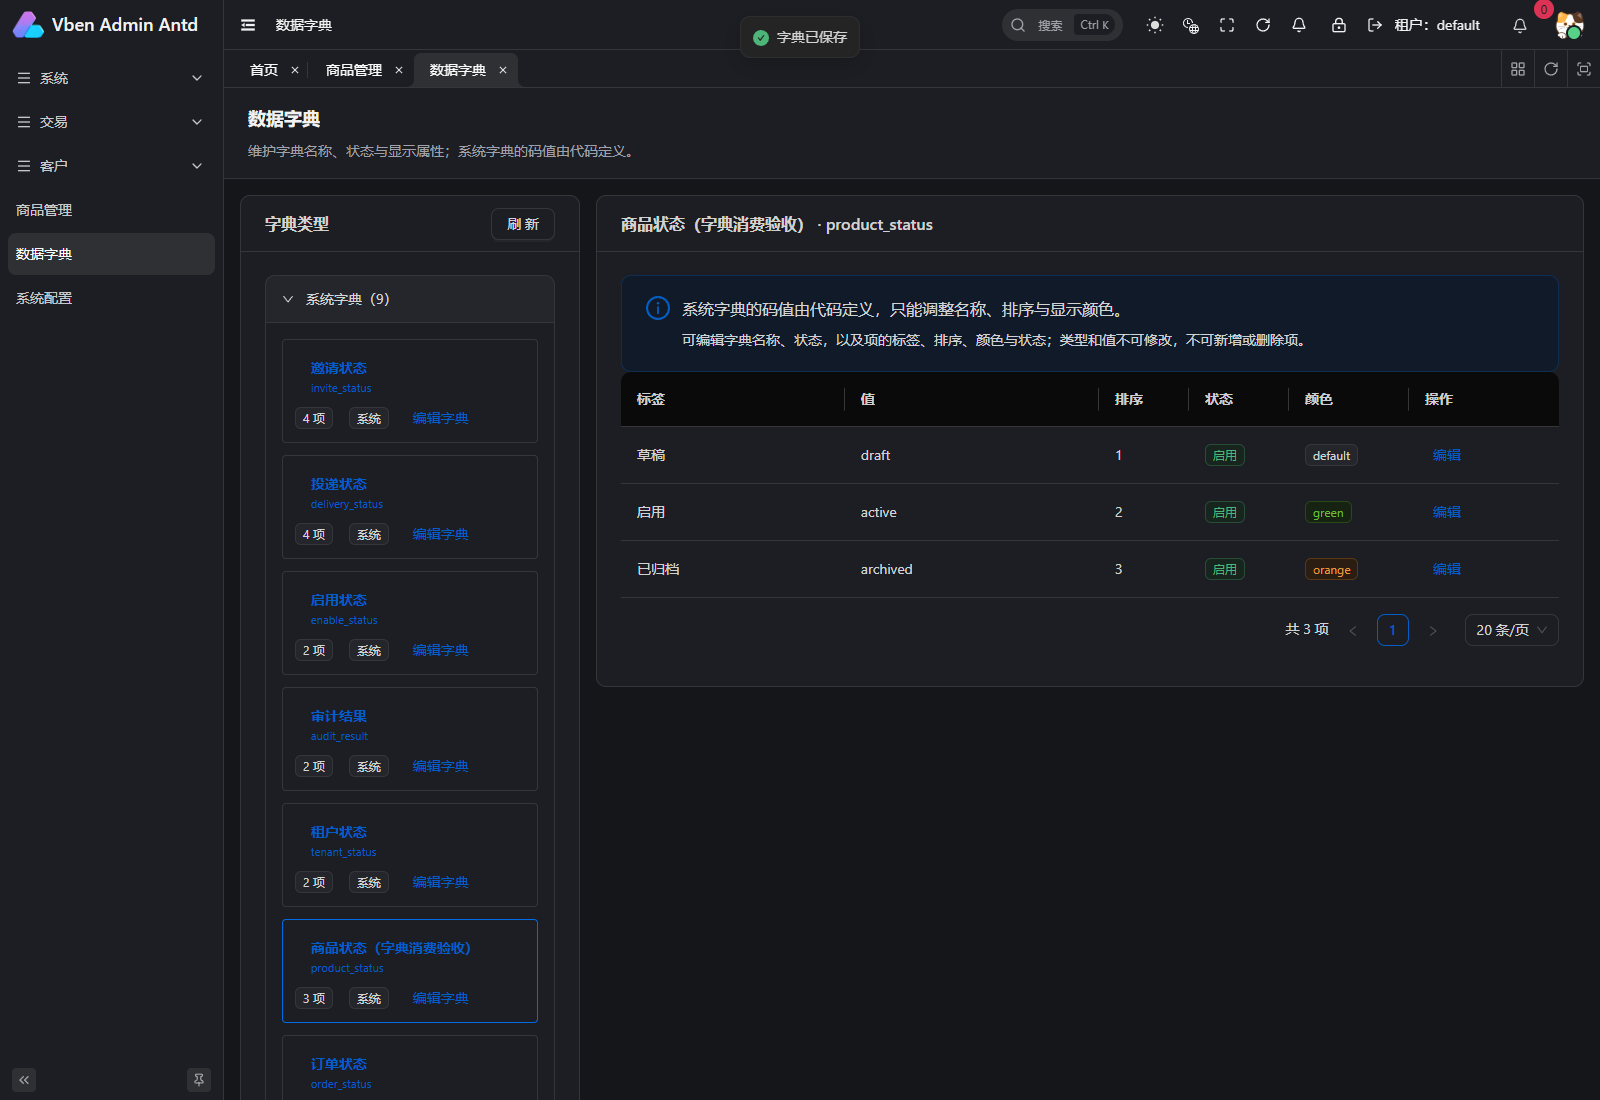 Vben Admin Antd
数据字典
搜索
Ctrl K
租户：default
0
字典已保存
系统
交易
客户
商品管理
数据字典
系统配置
首页
商品管理
数据字典
数据字典
维护字典名称、状态与显示属性；系统字典的码值由代码定义。
字典类型
刷 新
系统字典（9）
邀请状态
invite_status
4 项 系统 编辑字典
投递状态
delivery_status
4 项 系统 编辑字典
启用状态
enable_status
2 项 系统 编辑字典
审计结果
audit_result
2 项 系统 编辑字典
租户状态
tenant_status
2 项 系统 编辑字典
商品状态（字典消费验收）
product_status
3 项 系统 编辑字典
订单状态
order_status
商品状态（字典消费验收） · product_status
系统字典的码值由代码定义，只能调整名称、排序与显示颜色。
可编辑字典名称、状态，以及项的标签、排序、颜色与状态；类型和值不可修改，不可新增或删除项。
标签 值 排序 状态 颜色 操作
草稿 draft 1 启用 default 编辑
启用 active 2 启用 green 编辑
已归档 archived 3 启用 orange 编辑
共 3 项 1 20 条/页